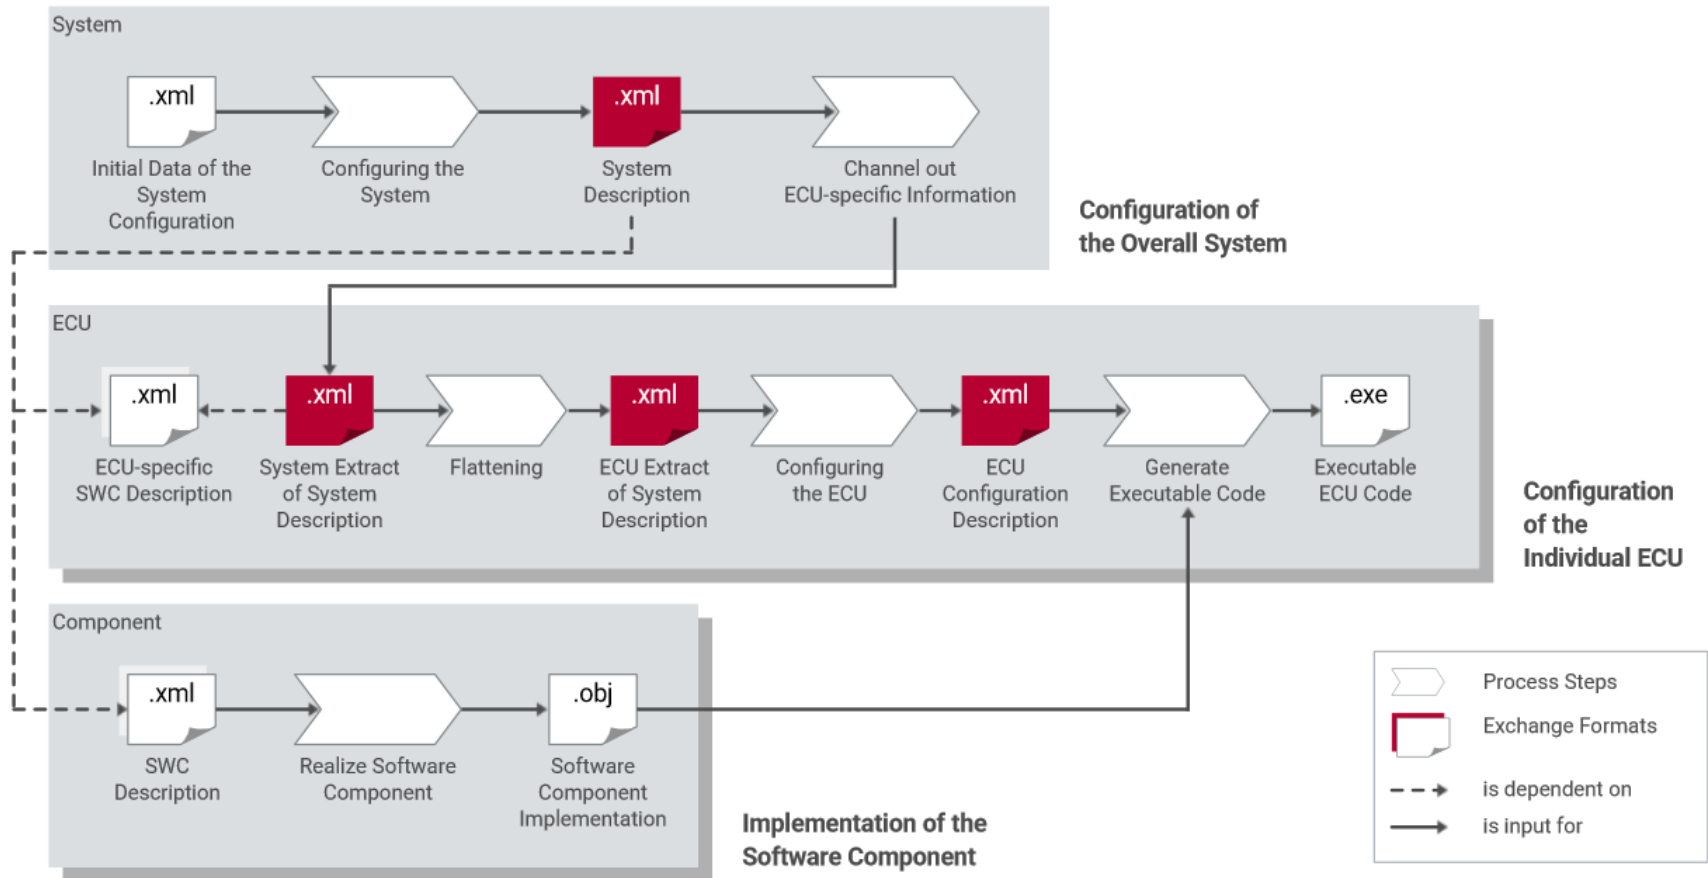 System
.xml
.xml
Initial Data of the
System
Configuration
Configuring the
System
System
Description
Channel out
ECU-specific Information
Configuration of
the Overall System
ECU
.xml
.xml
.xml
.xml
.exe
ECU-specific
SWC Description
System Extract
of System
Description
Flattening
ECU Extract
of System
Description
Configuring
the ECU
ECU
Configuration
Description
Generate
Executable Code
Executable
ECU Code
Configuration
of the
Individual ECU
Component
.xml
.obj
SWC
Description
Realize Software
Component
Software
Component
Implementation
Implementation of the
Software Component
Process Steps
Exchange Formats
is dependent on
is input for